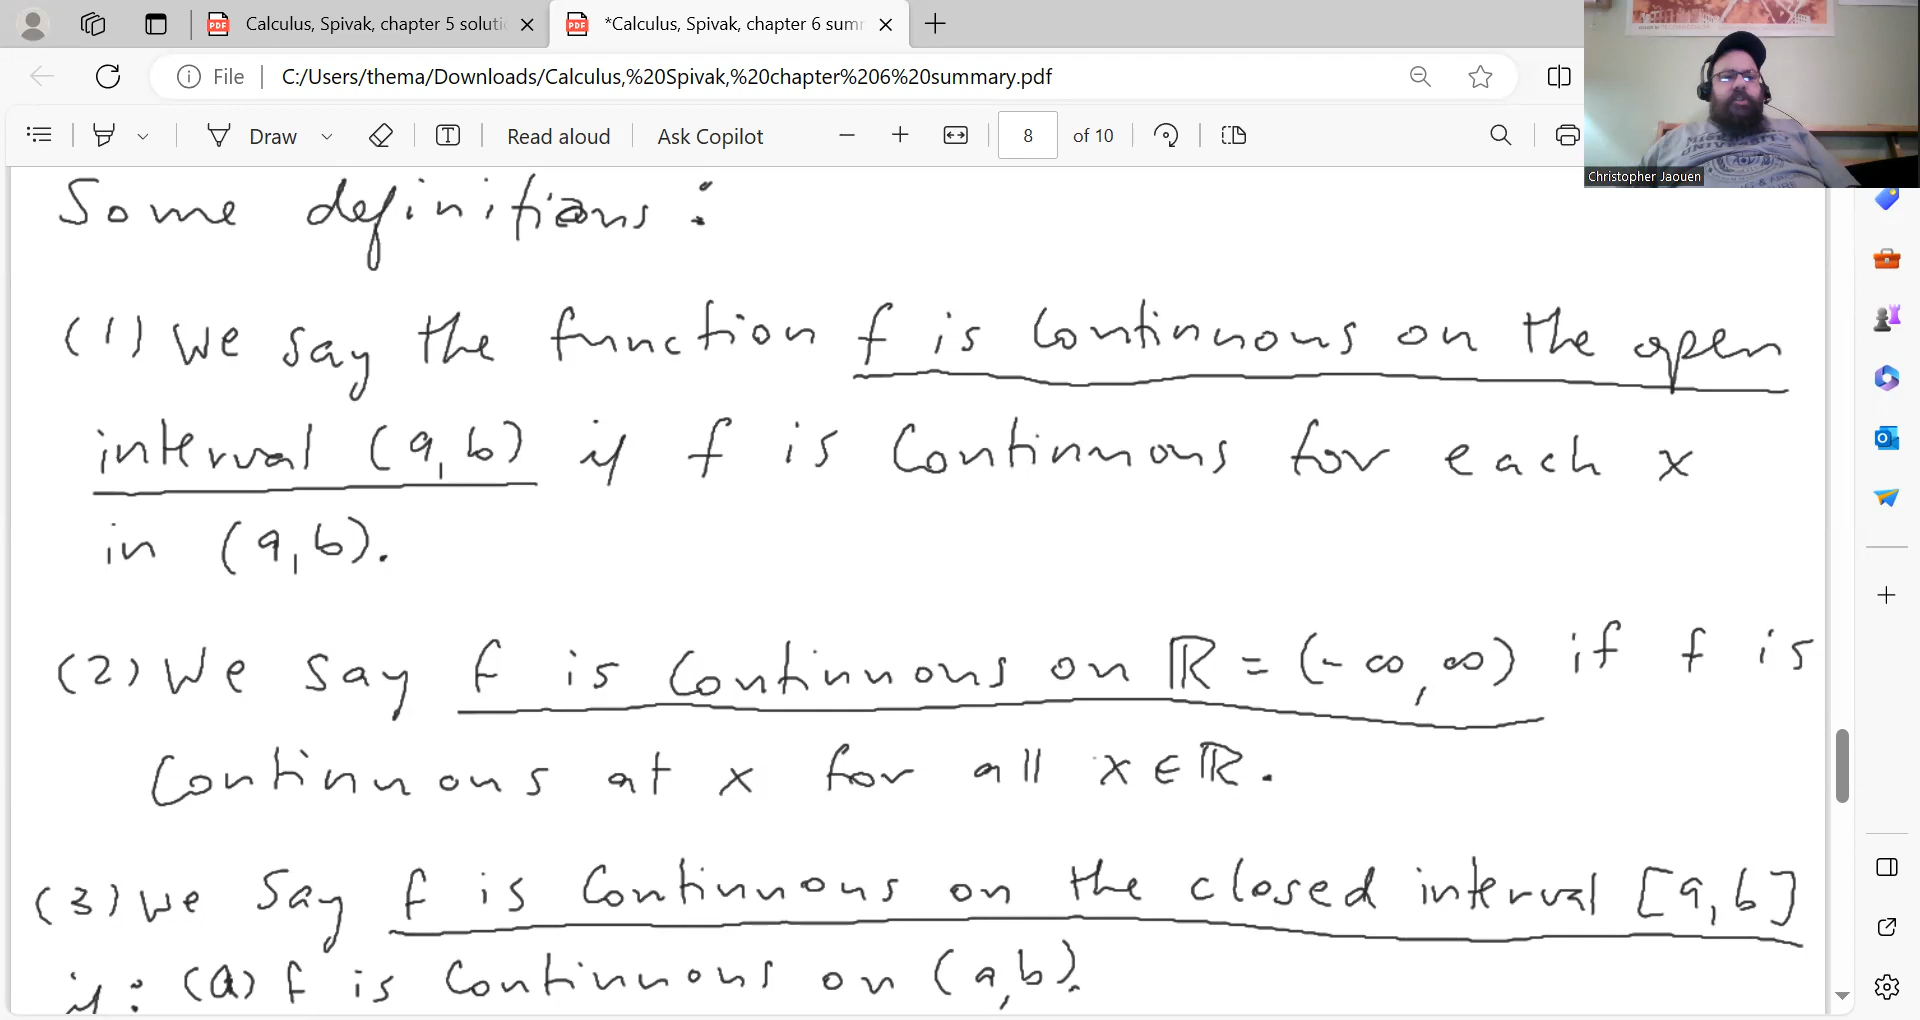 Calculus, Spivak, chapter 5 soluti
*Calculus, Spivak, chapter 6 sum
File
C:/Users/thema/Downloads/Calculus,%20Spivak,%20chapter%206%20summary.pdf
Draw
Read aloud
Ask Copilot
8
of 10
Christopher Jaouen
Some definitions:
(1) We say the function f is continuous on the open
interval (a,b) if f is continuous for each x
in (a,b).
(2) We say f is continuous on ℝ = (-∞,∞) if f is
continuous at x for all x∈ℝ.
(3) We say f is continuous on the closed interval [a,b]
if: (a) f is continuous on (a,b).